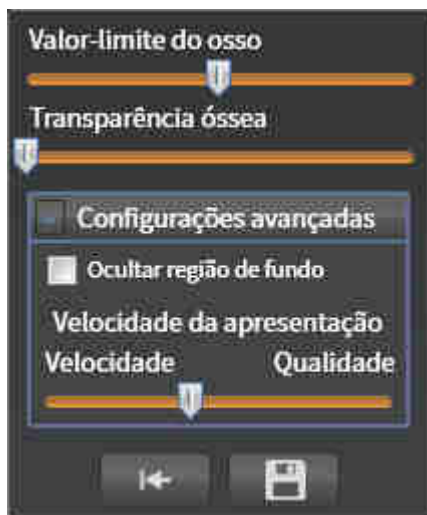 Valor-limite do osso
Transparência óssea
Configurações avançadas
Ocultar região de fundo
Velocidade da apresentação
Velocidade Qualidade